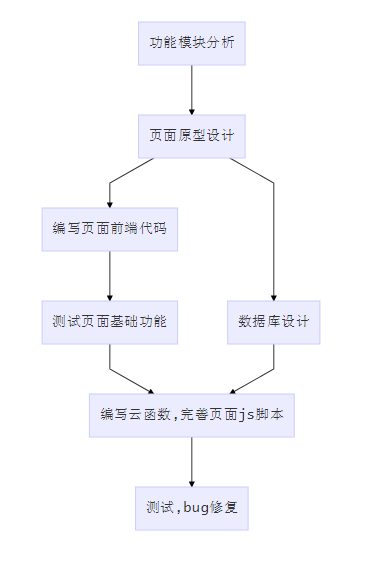 功能模块分析
页面原型设计
编写页面前端代码
测试页面基础功能
数据库设计
编写云函数,完善页面js脚本
测试,bug修复